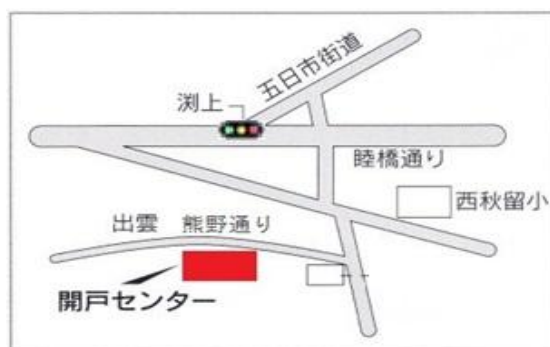 五日市街道
渕上
睦橋通り
西秋留小
出雲 熊野通り
開戸センター